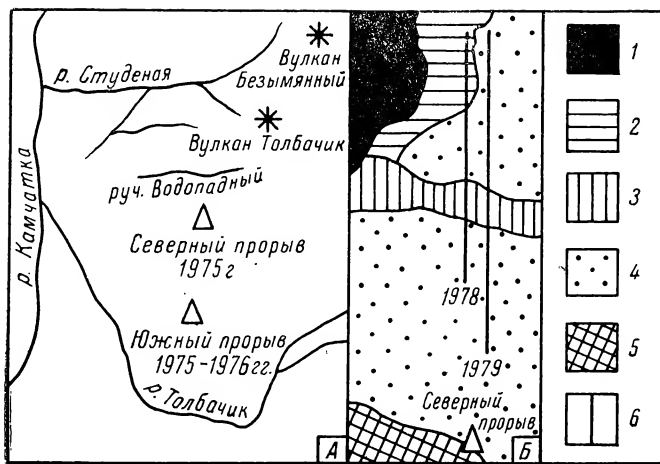 Вулкан
Безымянный
р. Студеная
Вулкан Толбачик
руч. Водопадный
р. Камчатка
Северный прорыв
1975г
Южный прорыв
1975-1976гг.
р. Толбачик
А
1978
1979
Северный
прорыв
Б
1
2
3
4
5
6